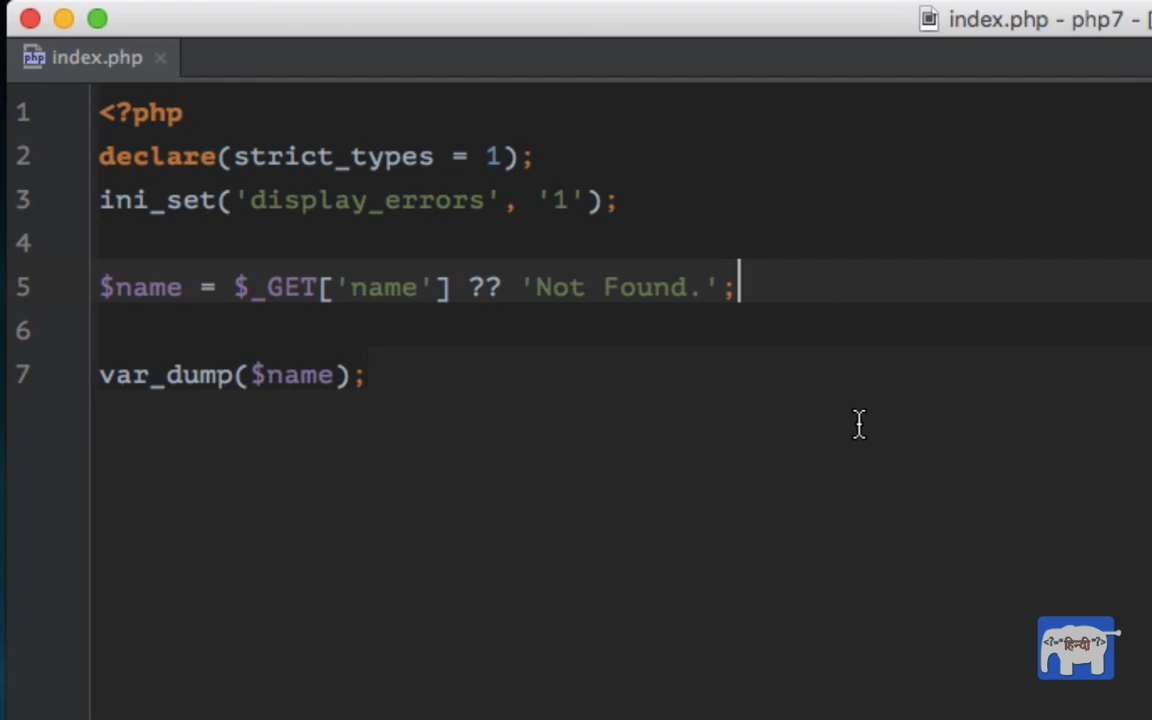 index.php - php7 - [
index.php
1 <?php
2 declare(strict_types = 1);
3 ini_set('display_errors', '1');
4
5 $name = $_GET['name'] ?? 'Not Found.';
6
7 var_dump($name);
<?="हिन्दी"?>